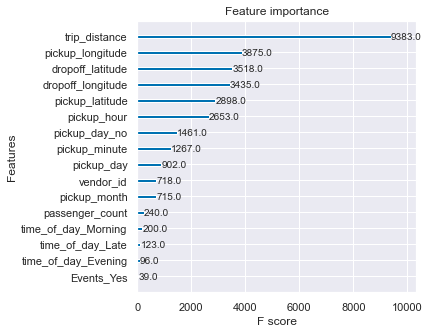 Feature importance
trip_distance 9383.0
pickup_longitude 3875.0
dropoff_latitude 3518.0
dropoff_longitude 3435.0
pickup_latitude 2898.0
pickup_hour 2653.0
pickup_day_no 1461.0
pickup_minute 1267.0
pickup_day 902.0
vendor_id 718.0
pickup_month 715.0
passenger_count 240.0
time_of_day_Morning 200.0
time_of_day_Late 123.0
time_of_day_Evening 96.0
Events_Yes 39.0
Features
0 2000 4000 6000 8000 10000
F score